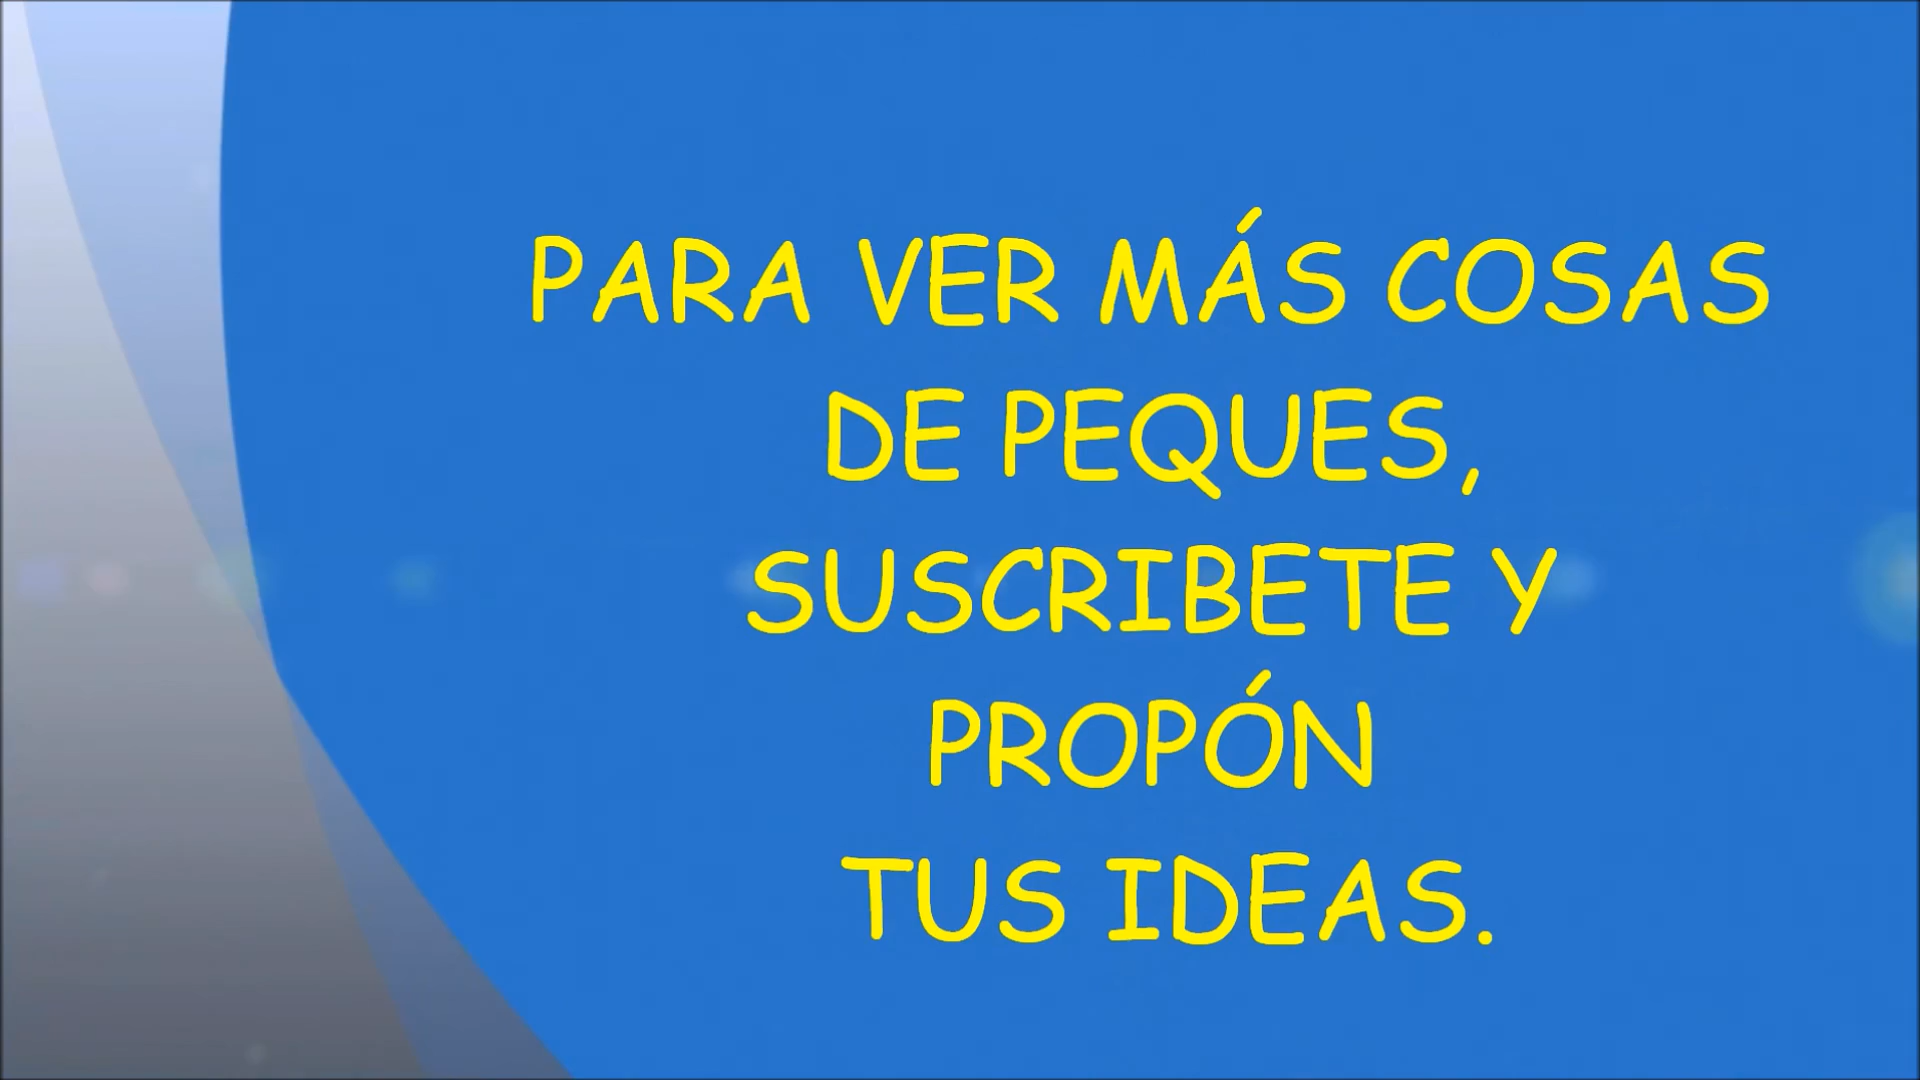 PARA VER MÁS COSAS
DE PEQUES,
SUSCRIBETE Y
PROPÓN
TUS IDEAS.